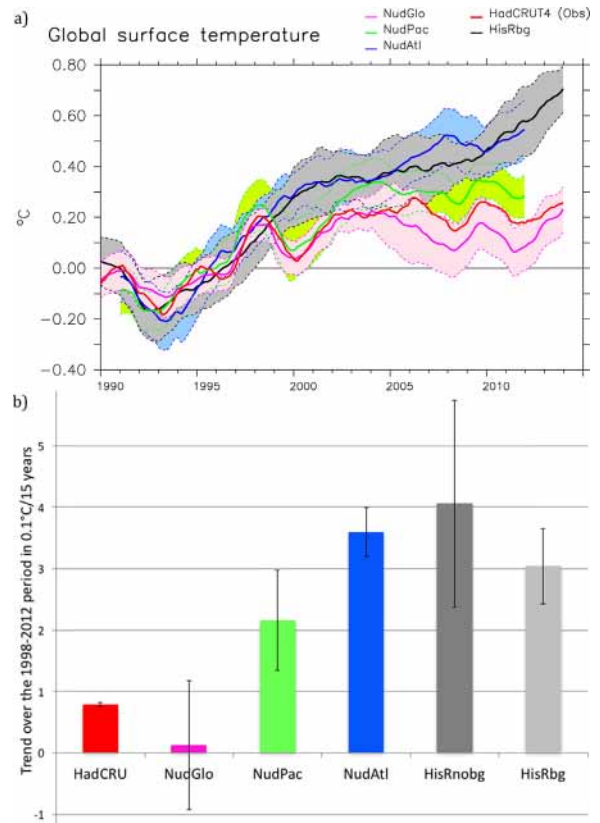 a)
Global surface temperature
NudGlo
NudPac
NudAtl
HadCRUT4 (Obs)
HisRbg
0.80
0.60
0.40
0.20
0.00
−0.20
−0.40
°C
1990
1995
2000
2005
2010
b)
Trend over the 1998-2012 period in 0.1°C/15 years
5
4
3
2
1
0
-1
HadCRU
NudGlo
NudPac
NudAtl
HisRnobg
HisRbg